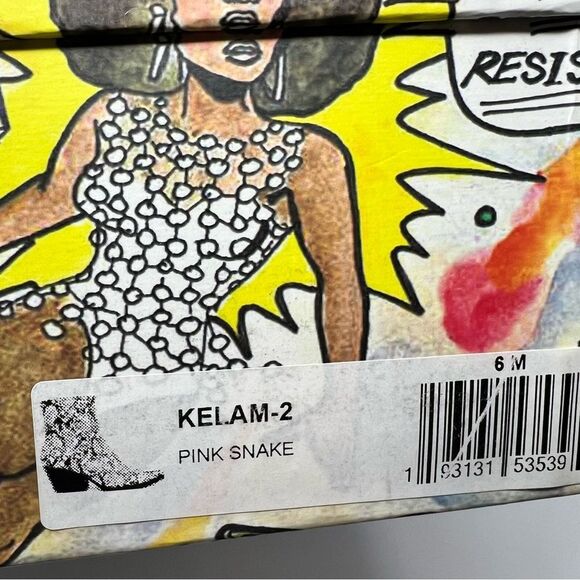 RESIS
6 M
KELAM-2
PINK SNAKE
1 93131 53539